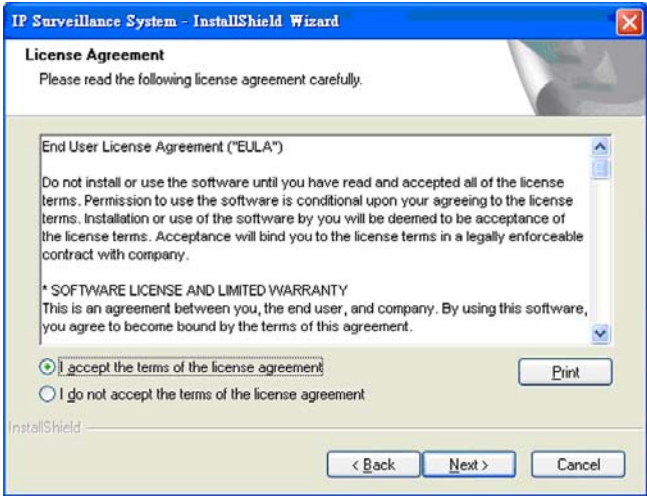 IP Surveillance System - InstallShield Wizard
License Agreement
Please read the following license agreement carefully.
End User License Agreement ("EULA")
Do not install or use the software until you have read and accepted all of the license
terms. Permission to use the software is conditional upon your agreeing to the license
terms. Installation or use of the software by you will be deemed to be acceptance of
the license terms. Acceptance will bind you to the license terms in a legally enforceable
contract with company.
* SOFTWARE LICENSE AND LIMITED WARRANTY
This is an agreement between you, the end user, and company. By using this software,
you agree to become bound by the terms of this agreement.
I accept the terms of the license agreement
Print
I do not accept the terms of the license agreement
InstallShield
< Back
Next >
Cancel